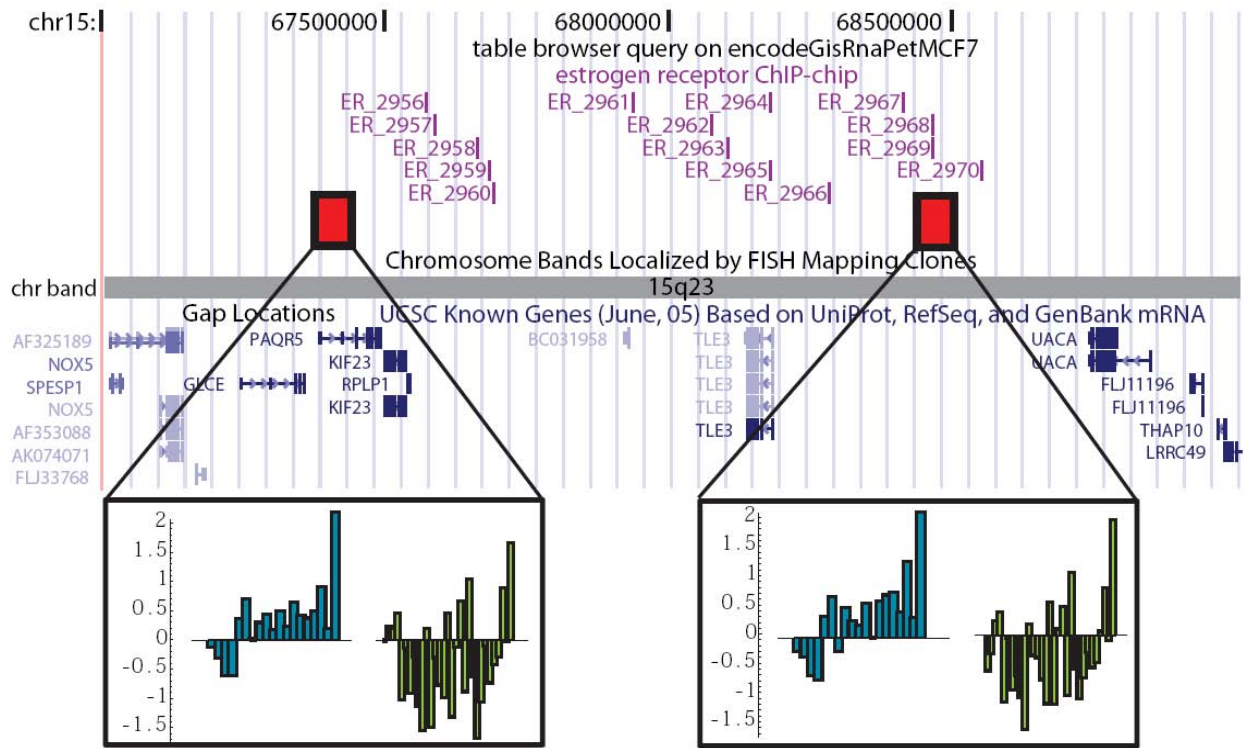 chr15: 67500000 68000000 68500000
table browser query on encodeGisRnaPetMCF7
estrogen receptor ChIP-chip
ER_2956 ER_2961 ER_2964 ER_2967
ER_2957 ER_2962 ER_2968
ER_2958 ER_2963 ER_2969
ER_2959 ER_2965 ER_2970
ER_2960 ER_2966
Chromosome Bands Localized by FISH Mapping Clones
chr band 15q23
Gap Locations UCSC Known Genes (June, 05) Based on UniProt, RefSeq, and GenBank mRNA
AF325189 PAQR5 BC031958 TLE3 UACA
NOX5 KIF23 TLE3 UACA
SPESP1 GLCE RPLP1 TLE3 FLJ11196
NOX5 KIF23 TLE3 FLJ11196
AF353088 TLE3 THAP10
AK074071 LRRC49
FLJ33768
2 2
1.5 1.5
1 1
0.5 0.5
0 0
-0.5 -0.5
-1 -1
-1.5 -1.5